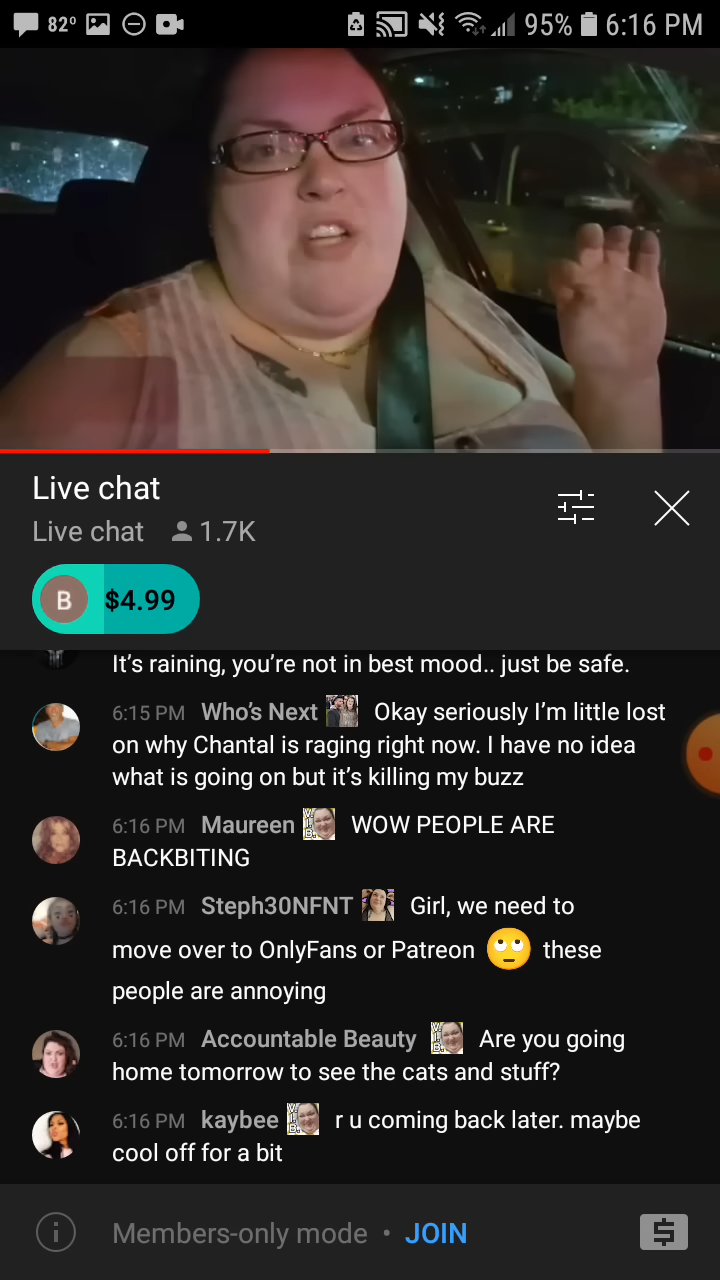 82°
95%
6:16 PM
Live chat
Live chat
1.7K
B
$4.99
It's raining, you're not in best mood.. just be safe.
6:15 PM Who's Next Okay seriously I'm little lost
on why Chantal is raging right now. I have no idea
what is going on but it's killing my buzz
6:16 PM Maureen WOW PEOPLE ARE
BACKBITING
6:16 PM Steph30NFNT Girl, we need to
move over to OnlyFans or Patreon 🙄 these
people are annoying
6:16 PM Accountable Beauty Are you going
home tomorrow to see the cats and stuff?
6:16 PM kaybee r u coming back later. maybe
cool off for a bit
Members-only mode • JOIN